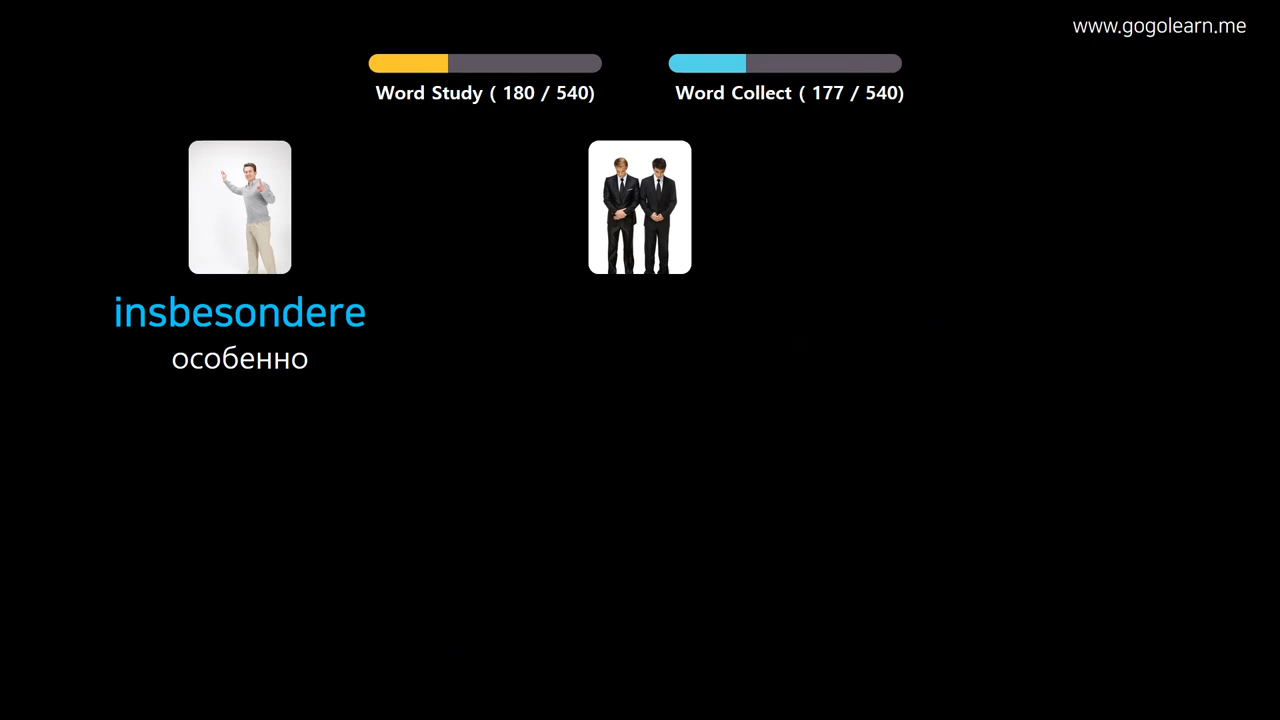 www.gogolearn.me
Word Study ( 180 / 540)
Word Collect ( 177 / 540)
insbesondere
особенно